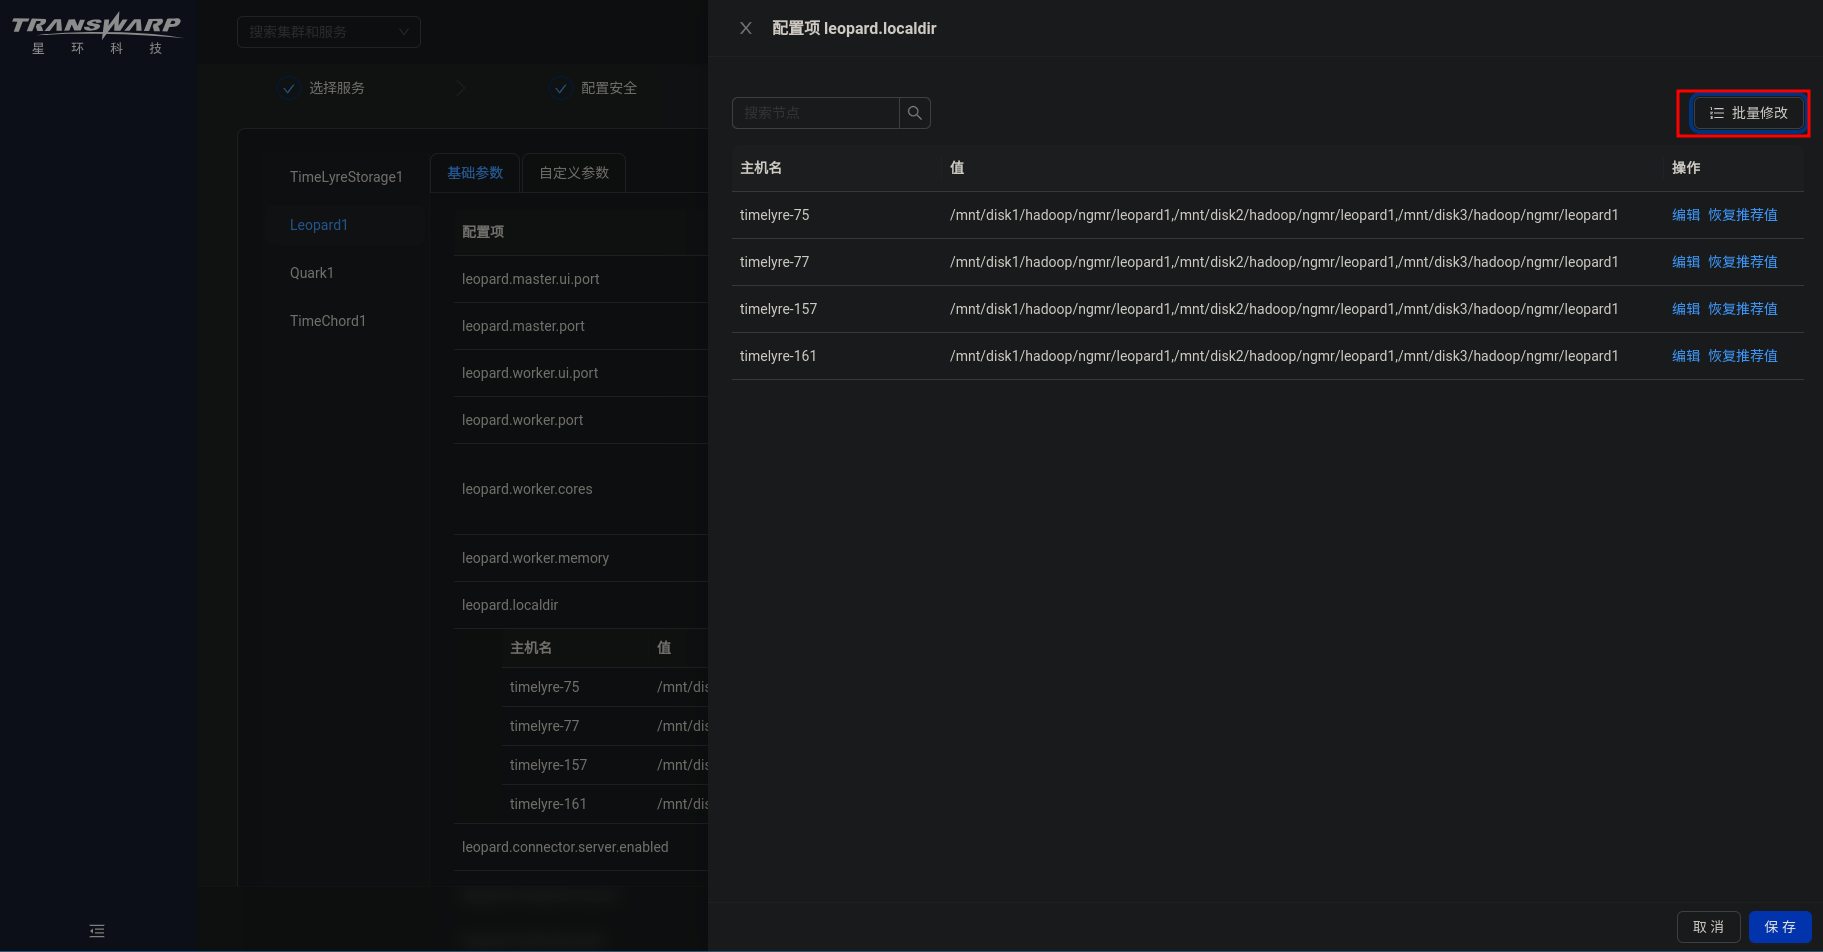 TRANSWARP
星环科技
搜索集群和服务
选择服务
配置安全
TimeLyreStorage1
Leopard1
Quark1
TimeChord1
基础参数
自定义参数
配置项
leopard.master.ui.port
leopard.master.port
leopard.worker.ui.port
leopard.worker.port
leopard.worker.cores
leopard.worker.memory
leopard.localdir
主机名 值
timelyre-75 /mnt/dis
timelyre-77 /mnt/dis
timelyre-157 /mnt/dis
timelyre-161 /mnt/dis
leopard.connector.server.enabled
配置项 leopard.localdir
搜索节点
批量修改
主机名 值 操作
timelyre-75 /mnt/disk1/hadoop/ngmr/leopard1,/mnt/disk2/hadoop/ngmr/leopard1,/mnt/disk3/hadoop/ngmr/leopard1 编辑 恢复推荐值
timelyre-77 /mnt/disk1/hadoop/ngmr/leopard1,/mnt/disk2/hadoop/ngmr/leopard1,/mnt/disk3/hadoop/ngmr/leopard1 编辑 恢复推荐值
timelyre-157 /mnt/disk1/hadoop/ngmr/leopard1,/mnt/disk2/hadoop/ngmr/leopard1,/mnt/disk3/hadoop/ngmr/leopard1 编辑 恢复推荐值
timelyre-161 /mnt/disk1/hadoop/ngmr/leopard1,/mnt/disk2/hadoop/ngmr/leopard1,/mnt/disk3/hadoop/ngmr/leopard1 编辑 恢复推荐值
取 消
保 存